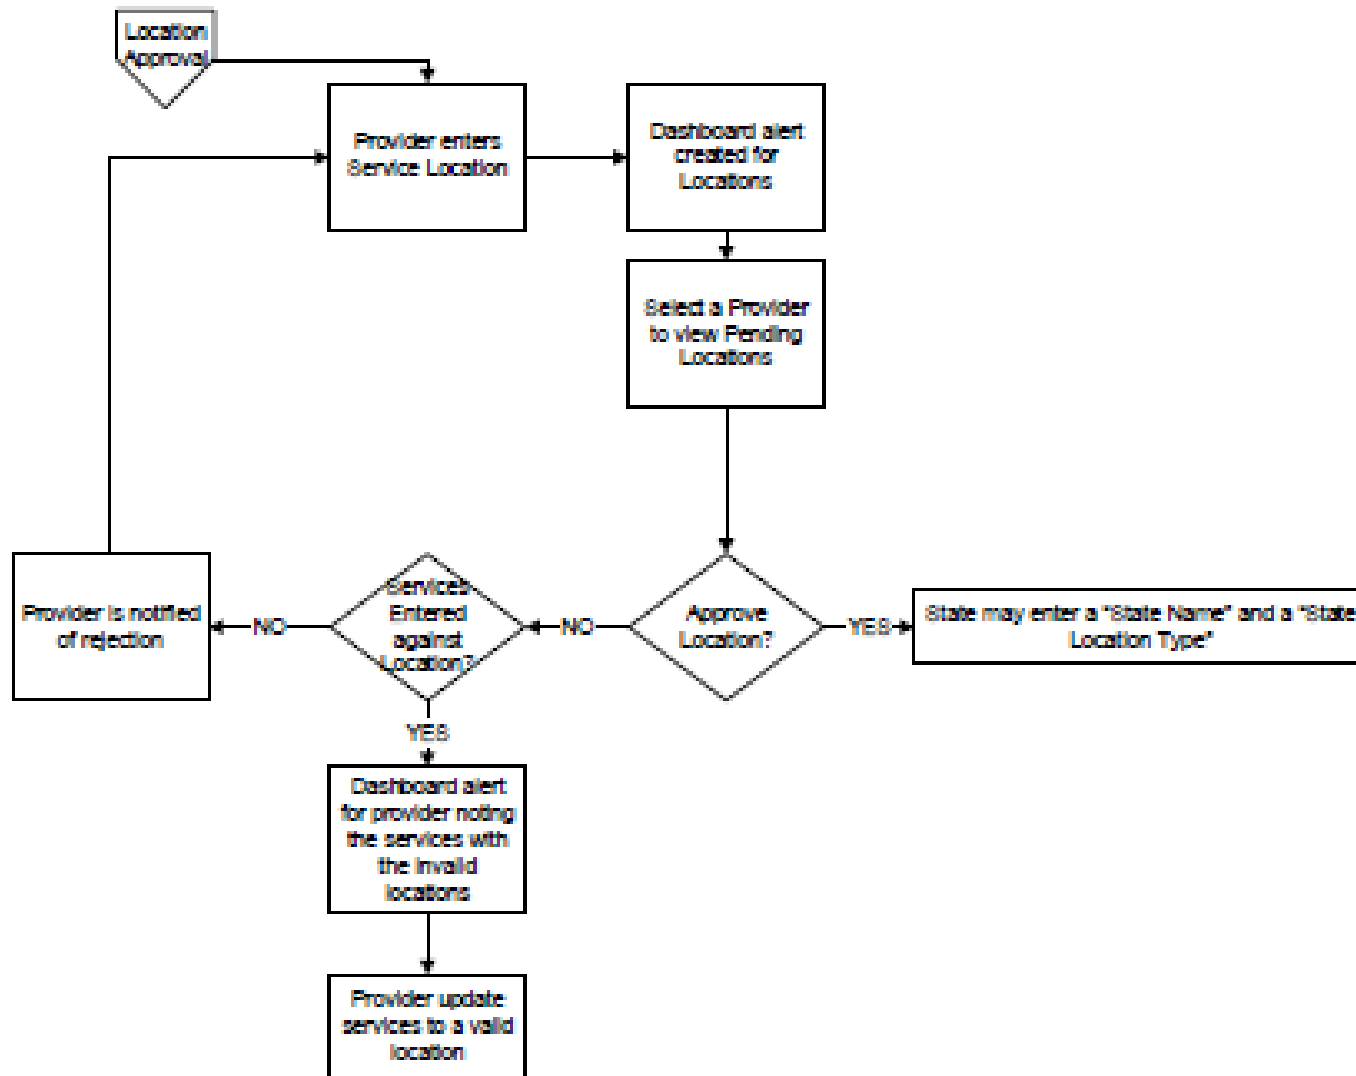 Location
Approval
Provider enters
Service Location
Dashboard alert
created for
Locations
Select a Provider
to view Pending
Locations
Provider is notified
of rejection
NO
Services
Entered
against
Location?
NO
Approve
Location?
YES
State may enter a "State Name" and a "State
Location Type"
YES
Dashboard alert
for provider noting
the services with
the invalid
locations
Provider update
services to a valid
location